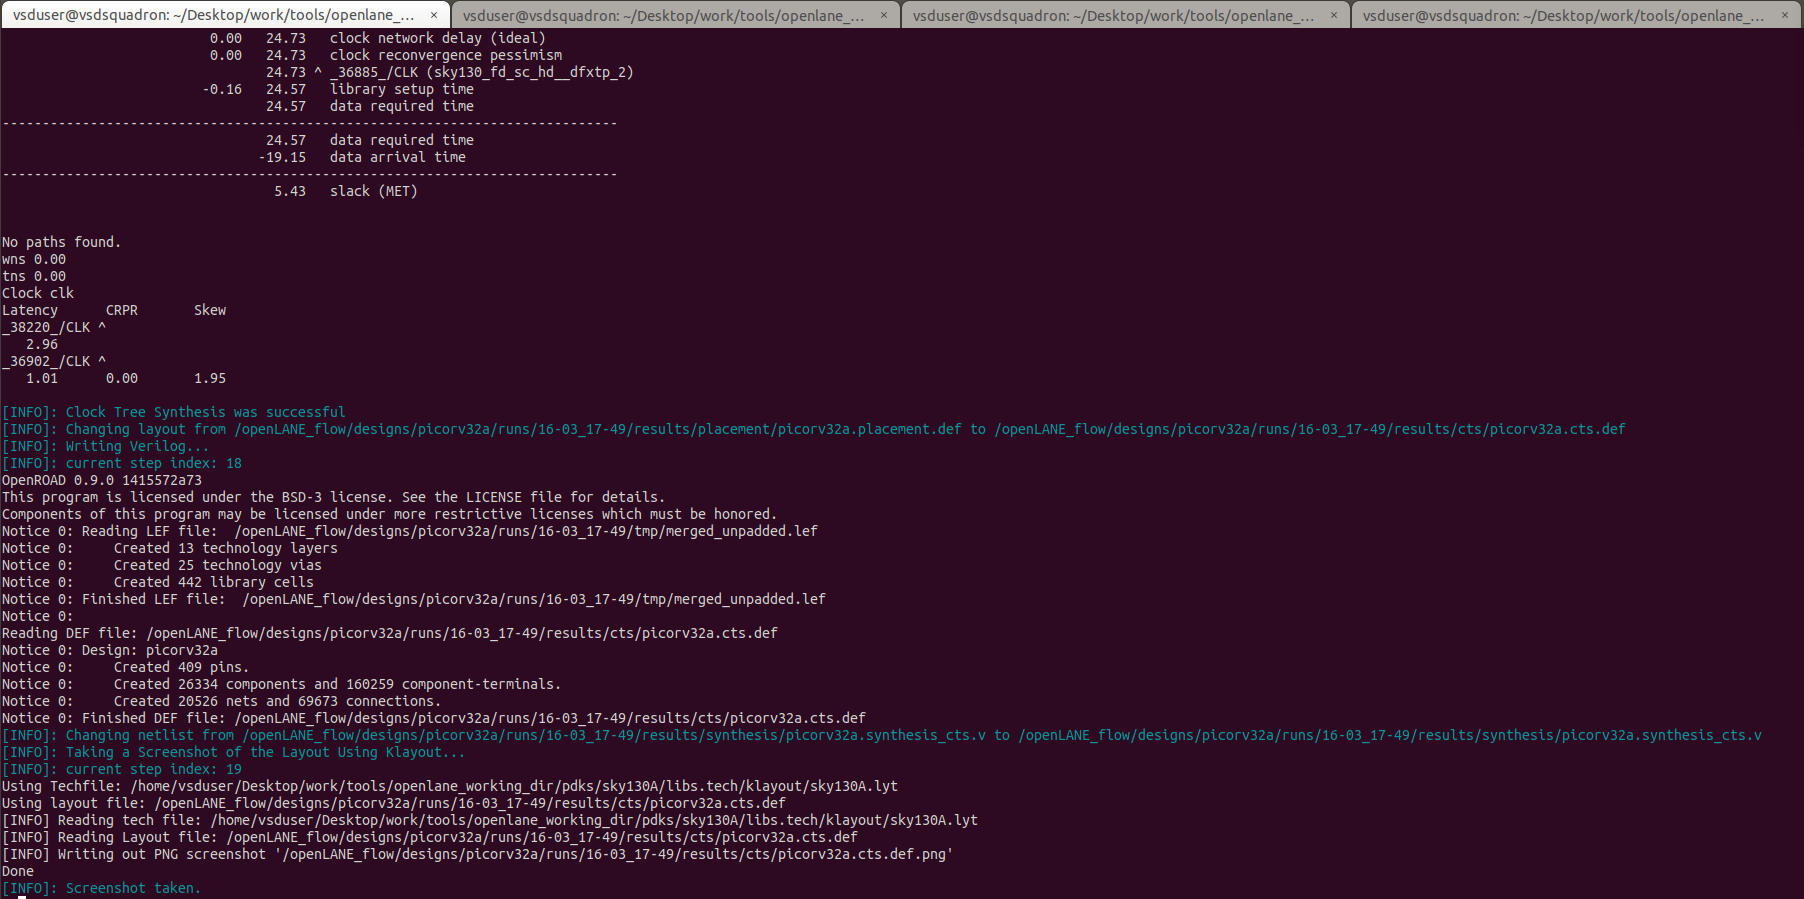 vsduser@vsdsquadron: ~/Desktop/work/tools/openlane_... × vsduser@vsdsquadron: ~/Desktop/work/tools/openlane_... × vsduser@vsdsquadron: ~/Desktop/work/tools/openlane_... × vsduser@vsdsquadron: ~/Desktop/work/tools/openlane_... ×
0.00 24.73 clock network delay (ideal)
0.00 24.73 clock reconvergence pessimism
24.73 ^ _36885_/CLK (sky130_fd_sc_hd__dfxtp_2)
-0.16 24.57 library setup time
24.57 data required time
-----------------------------------------------------------------------------
24.57 data required time
-19.15 data arrival time
-----------------------------------------------------------------------------
5.43 slack (MET)
No paths found.
wns 0.00
tns 0.00
Clock clk
Latency CRPR Skew
_38220_/CLK ^
2.96
_36902_/CLK ^
1.01 0.00 1.95
[INFO]: Clock Tree Synthesis was successful
[INFO]: Changing layout from /openLANE_flow/designs/picorv32a/runs/16-03_17-49/results/placement/picorv32a.placement.def to /openLANE_flow/designs/picorv32a/runs/16-03_17-49/results/cts/picorv32a.cts.def
[INFO]: Writing Verilog...
[INFO]: current step index: 18
OpenROAD 0.9.0 1415572a73
This program is licensed under the BSD-3 license. See the LICENSE file for details.
Components of this program may be licensed under more restrictive licenses which must be honored.
Notice 0: Reading LEF file:  /openLANE_flow/designs/picorv32a/runs/16-03_17-49/tmp/merged_unpadded.lef
Notice 0:     Created 13 technology layers
Notice 0:     Created 25 technology vias
Notice 0:     Created 442 library cells
Notice 0: Finished LEF file:  /openLANE_flow/designs/picorv32a/runs/16-03_17-49/tmp/merged_unpadded.lef
Notice 0:
Reading DEF file: /openLANE_flow/designs/picorv32a/runs/16-03_17-49/results/cts/picorv32a.cts.def
Notice 0: Design: picorv32a
Notice 0:     Created 409 pins.
Notice 0:     Created 26334 components and 160259 component-terminals.
Notice 0:     Created 20526 nets and 69673 connections.
Notice 0: Finished DEF file: /openLANE_flow/designs/picorv32a/runs/16-03_17-49/results/cts/picorv32a.cts.def
[INFO]: Changing netlist from /openLANE_flow/designs/picorv32a/runs/16-03_17-49/results/synthesis/picorv32a.synthesis_cts.v to /openLANE_flow/designs/picorv32a/runs/16-03_17-49/results/synthesis/picorv32a.synthesis_cts.v
[INFO]: Taking a Screenshot of the Layout Using Klayout...
[INFO]: current step index: 19
Using Techfile: /home/vsduser/Desktop/work/tools/openlane_working_dir/pdks/sky130A/libs.tech/klayout/sky130A.lyt
Using layout file: /openLANE_flow/designs/picorv32a/runs/16-03_17-49/results/cts/picorv32a.cts.def
[INFO] Reading tech file: /home/vsduser/Desktop/work/tools/openlane_working_dir/pdks/sky130A/libs.tech/klayout/sky130A.lyt
[INFO] Reading Layout file: /openLANE_flow/designs/picorv32a/runs/16-03_17-49/results/cts/picorv32a.cts.def
[INFO] Writing out PNG screenshot '/openLANE_flow/designs/picorv32a/runs/16-03_17-49/results/cts/picorv32a.cts.def.png'
Done
[INFO]: Screenshot taken.